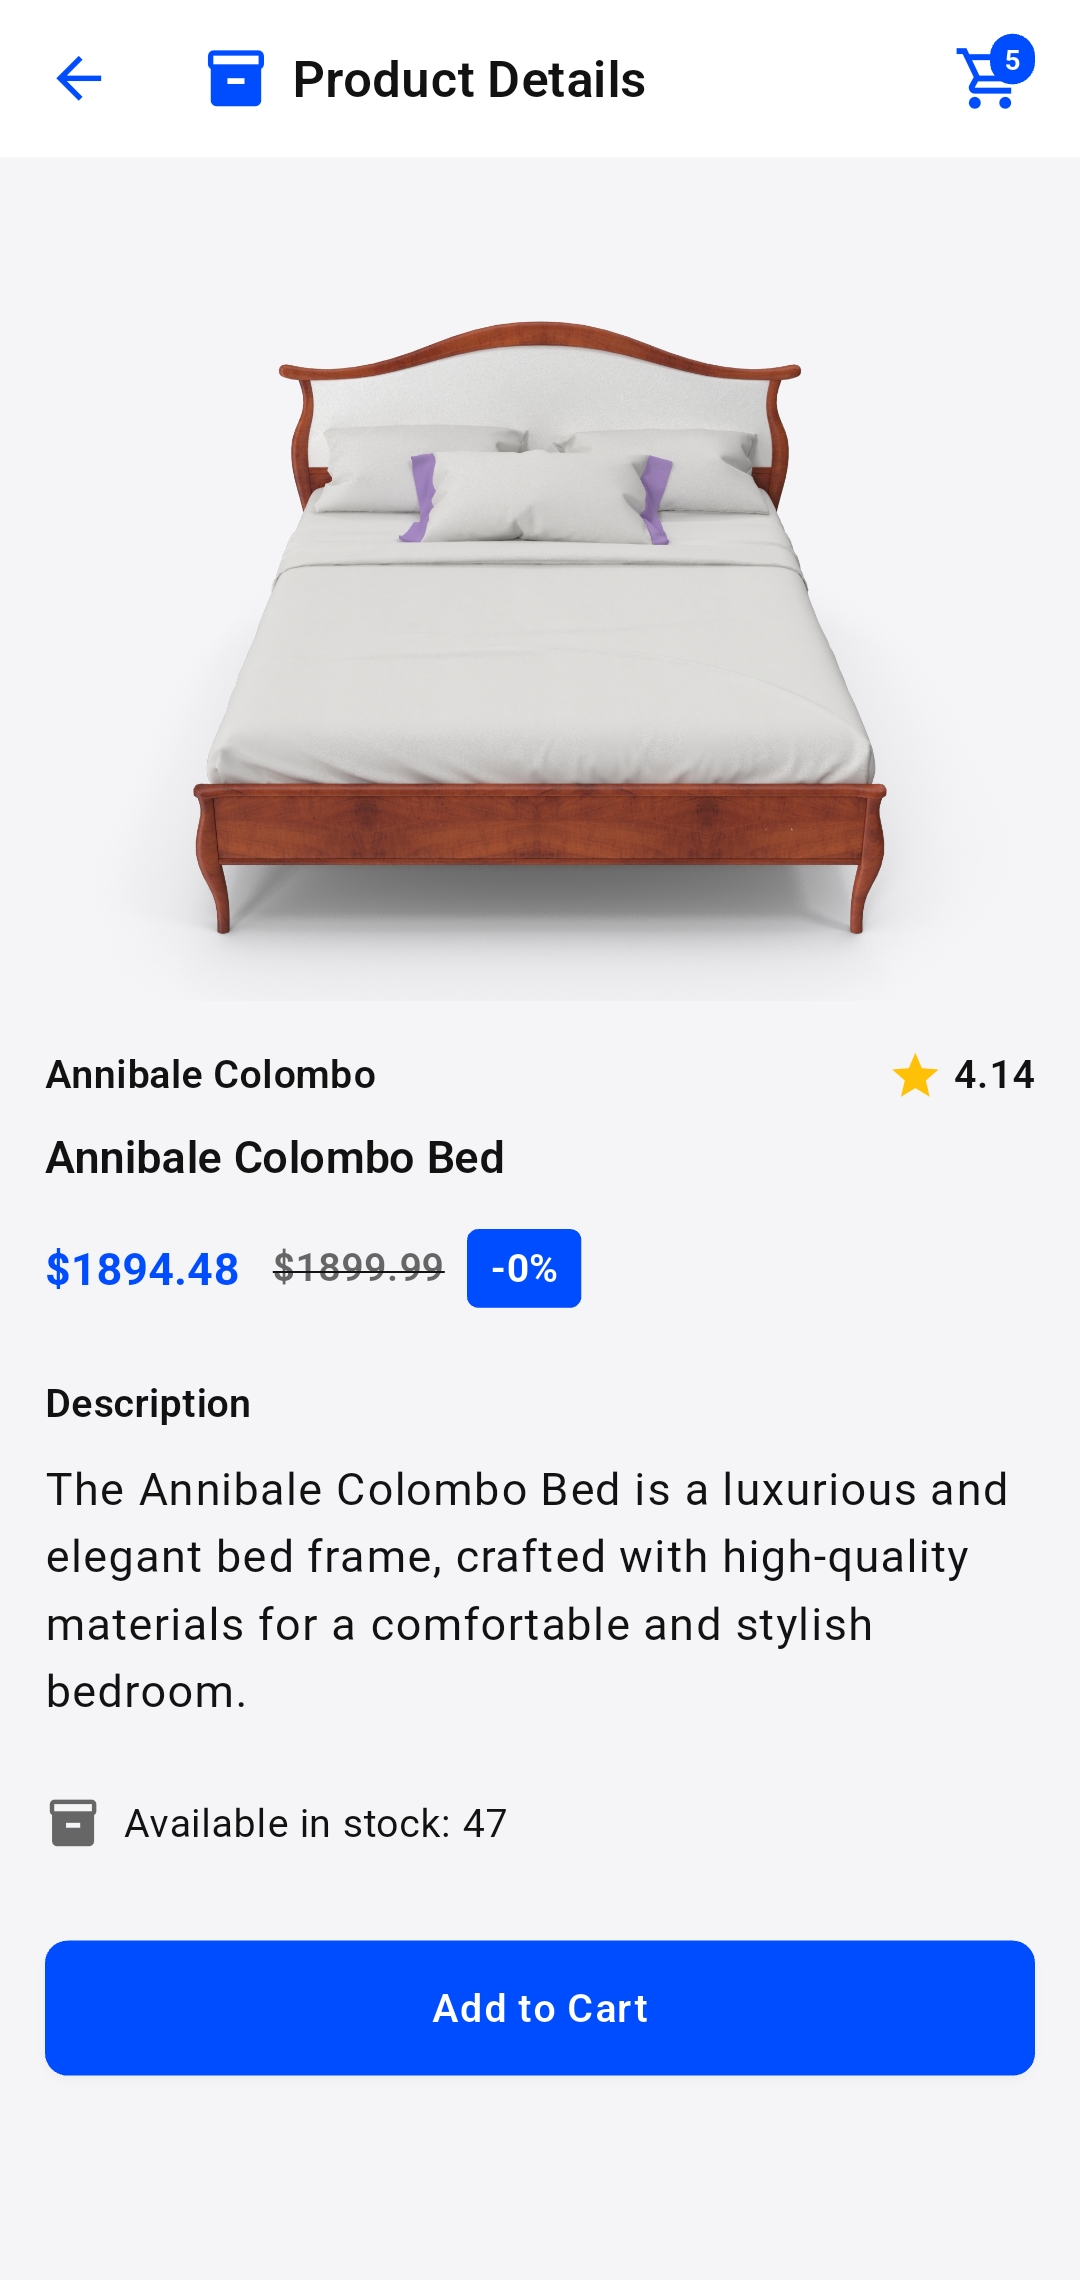 Product Details
5
Annibale Colombo
4.14
Annibale Colombo Bed
$1894.48 $1899.99 -0%
Description
The Annibale Colombo Bed is a luxurious and
elegant bed frame, crafted with high-quality
materials for a comfortable and stylish
bedroom.
Available in stock: 47
Add to Cart